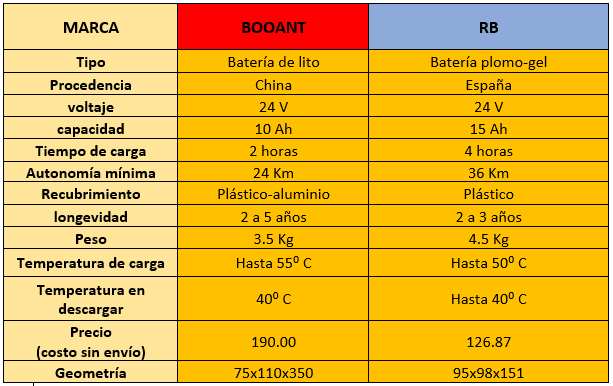 MARCA BOOANT RB
Tipo Batería de lito Batería plomo-gel
Procedencia China España
voltaje 24 V 24 V
capacidad 10 Ah 15 Ah
Tiempo de carga 2 horas 4 horas
Autonomía mínima 24 Km 36 Km
Recubrimiento Plástico-aluminio Plástico
longevidad 2 a 5 años 2 a 3 años
Peso 3.5 Kg 4.5 Kg
Temperatura de carga Hasta 55⁰ C Hasta 50⁰ C
Temperatura en
descargar 40⁰ C Hasta 40⁰ C
Precio
(costo sin envío) 190.00 126.87
Geometría 75x110x350 95x98x151